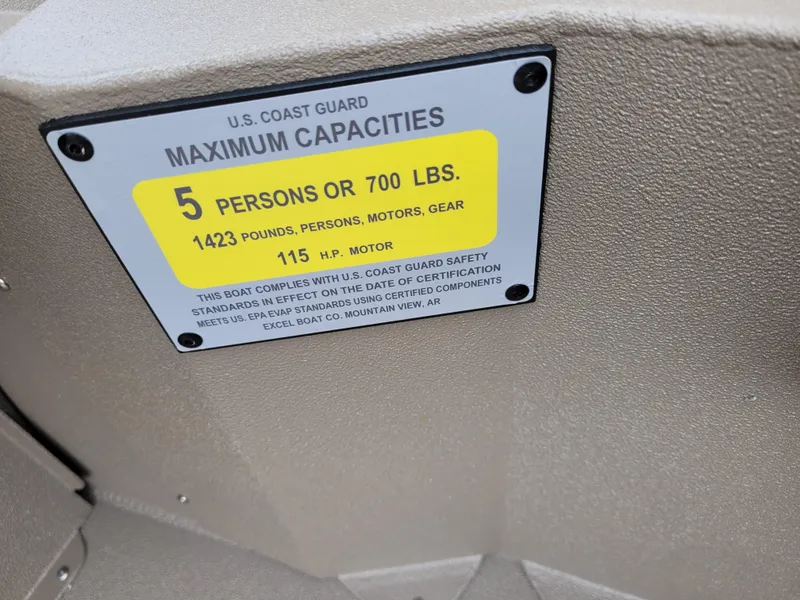 U.S. COAST GUARD
MAXIMUM CAPACITIES
5 PERSONS OR 700 LBS.
1423 POUNDS, PERSONS, MOTORS, GEAR
115 H.P. MOTOR
THIS BOAT COMPLIES WITH U.S. COAST GUARD SAFETY
STANDARDS IN EFFECT ON THE DATE OF CERTIFICATION
MEETS US. EPA EVAP STANDARDS USING CERTIFIED COMPONENTS
EXCEL BOAT CO. MOUNTAIN VIEW, AR